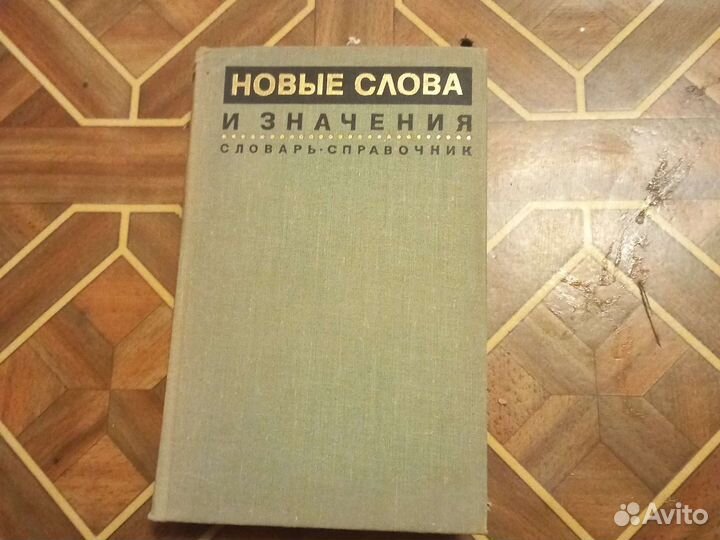 НОВЫЕ СЛОВА
И ЗНАЧЕНИЯ
СЛОВАРЬ·СПРАВОЧНИК
Avito